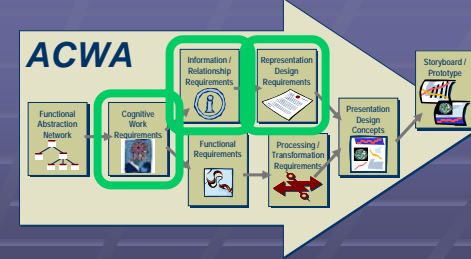 ACWA
Information /
Relationship
Requirements
Representation
Design
Requirements
Storyboard /
Prototype
Functional
Abstraction
Network
Cognitive
Work
Requirements
Functional
Requirements
Processing /
Transformation
Requirements
Presentation
Design
Concepts